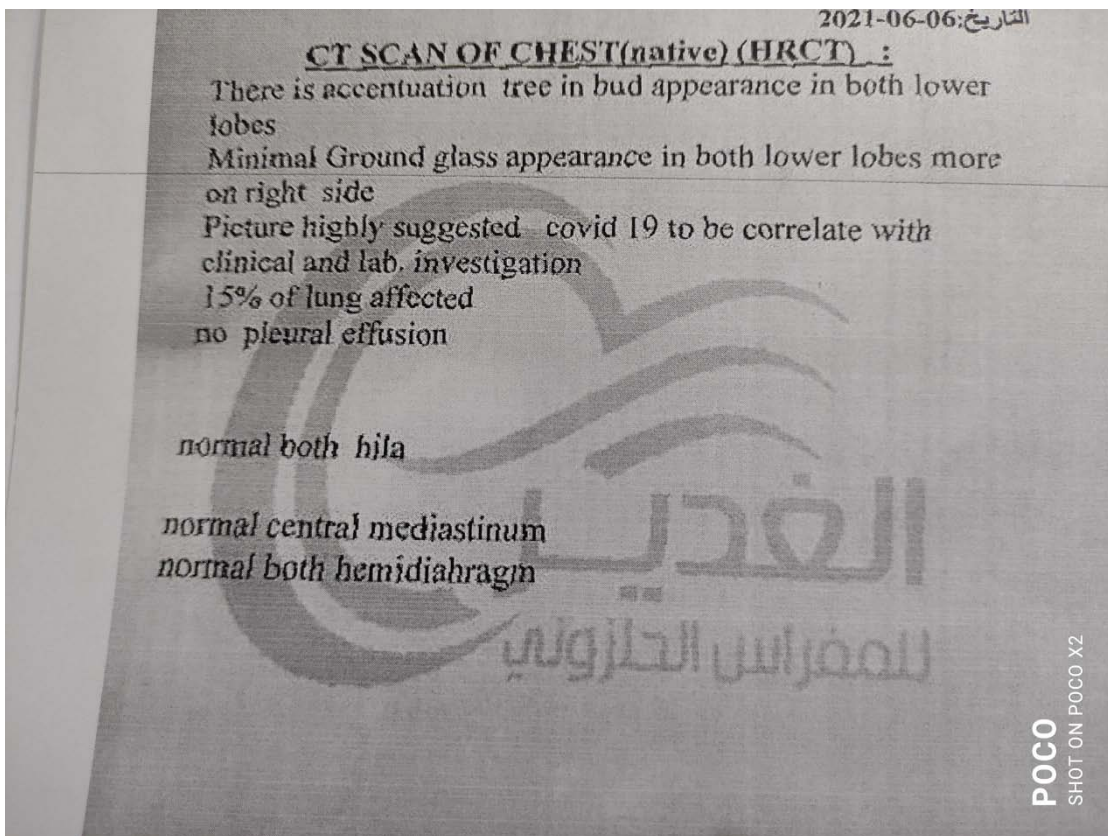 التاريخ:2021-06-06
CT SCAN OF CHEST(native) (HRCT) :
There is accentuation tree in bud appearance in both lower
lobes
Minimal Ground glass appearance in both lower lobes more
on right side
Picture highly suggested covid 19 to be correlate with
clinical and lab. investigation
15% of lung affected
no pleural effusion
normal both hila
normal central mediastinum
normal both hemidiahragm
الغدير
للمفراس الحلزوني
POCO
SHOT ON POCO X2